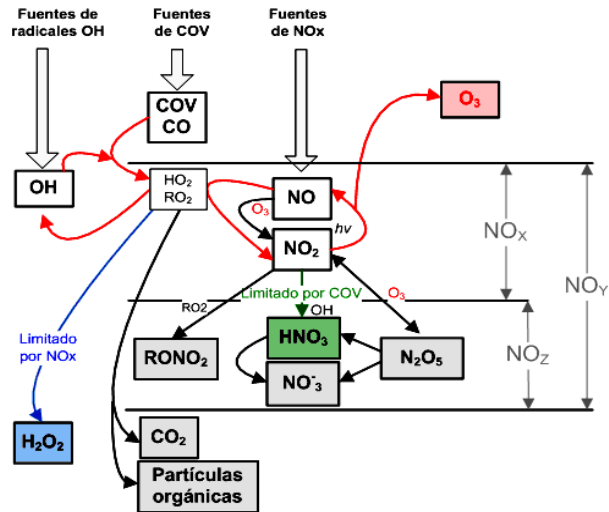 Fuentes de
radicales OH
Fuentes
de COV
Fuentes
de NOx
COV
CO
O₃
OH
HO₂
RO₂
NO
O₃
hν
NO₂
NOX
NOY
Limitado por COV
O₃
RO2
OH
Limitado
por NOx
RONO₂
HNO₃
N₂O₅
NOZ
NO⁻₃
H₂O₂
CO₂
Partículas
orgánicas